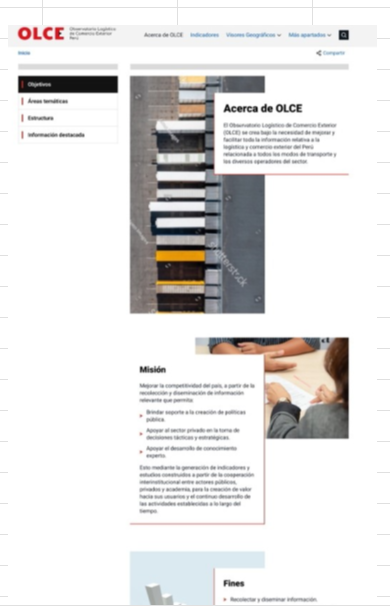 OLCE
Observatorio Logístico
de Comercio Exterior
Perú
Acerca de OLCE
Indicadores
Visores Geográficos
Más apartados
Inicio
Compartir
Objetivos
Áreas temáticas
Estructura
Información destacada
Acerca de OLCE
El Observatorio Logístico de Comercio Exterior
(OLCE) se crea bajo la necesidad de mejorar y
facilitar toda la información relativa a la
logística y comercio exterior del Perú
relacionada a todos los modos de transporte y
los diversos operadores del sector.
Misión
Mejorar la competitividad del país, a partir de la
recolección y diseminación de información
relevante que permita:
Brindar soporte a la creación de políticas
pública.
Apoyar al sector privado en la toma de
decisiones tácticas y estratégicas.
Apoyar el desarrollo de conocimiento
experto.
Esto mediante la generación de indicadores y
estudios construidos a partir de la cooperación
interinstitucional entre actores públicos,
privados y academia, para la creación de valor
hacia sus usuarios y el continuo desarrollo de
las actividades establecidas a lo largo del
tiempo.
Fines
Recolectar y diseminar información.